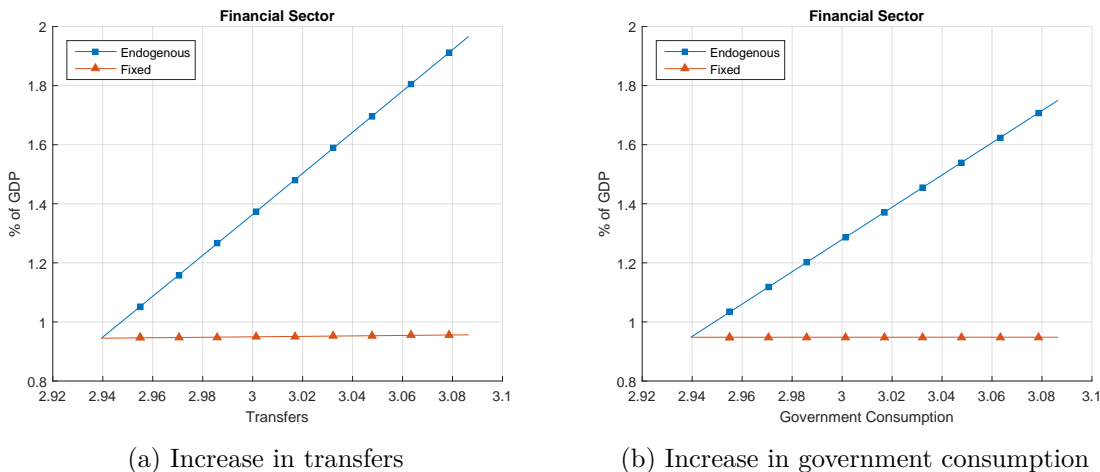 Financial Sector
2
1.8
1.6
1.4
1.2
1
0.8
% of GDP
Endogenous
Fixed
2.92 2.94 2.96 2.98 3 3.02 3.04 3.06 3.08 3.1
Transfers
(a) Increase in transfers
Financial Sector
2
1.8
1.6
1.4
1.2
1
0.8
% of GDP
Endogenous
Fixed
2.92 2.94 2.96 2.98 3 3.02 3.04 3.06 3.08 3.1
Government Consumption
(b) Increase in government consumption